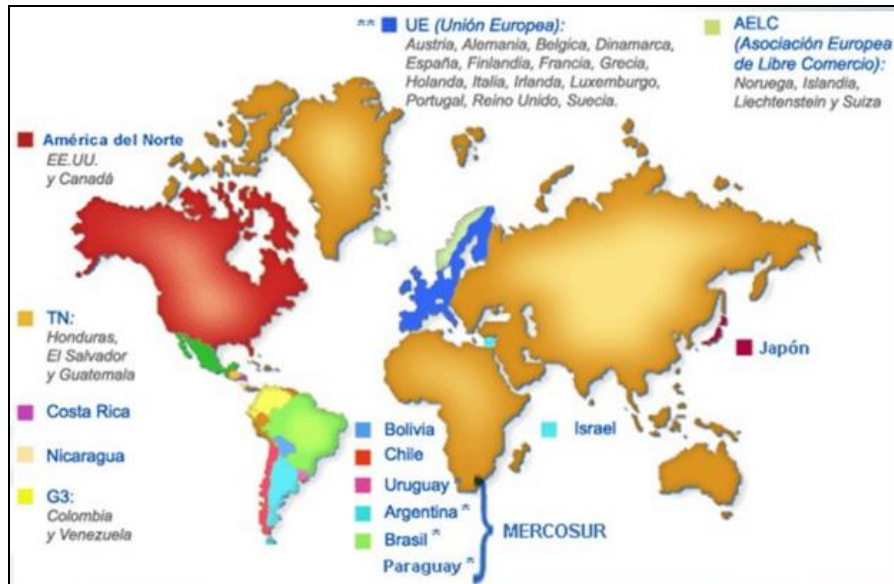 ** UE (Unión Europea):
Austria, Alemania, Belgica, Dinamarca,
España, Finlandia, Francia, Grecia,
Holanda, Italia, Irlanda, Luxemburgo,
Portugal, Reino Unido, Suecia.
AELC
(Asociación Europea
de Libre Comercio):
Noruega, Islandia,
Liechtenstein y Suiza
América del Norte
EE.UU.
y Canadá
TN:
Honduras,
El Salvador
y Guatemala
Costa Rica
Nicaragua
G3:
Colombia
y Venezuela
Bolivia
Chile
Uruguay *
Argentina *
Brasil *
Paraguay *
MERCOSUR
Israel
Japón